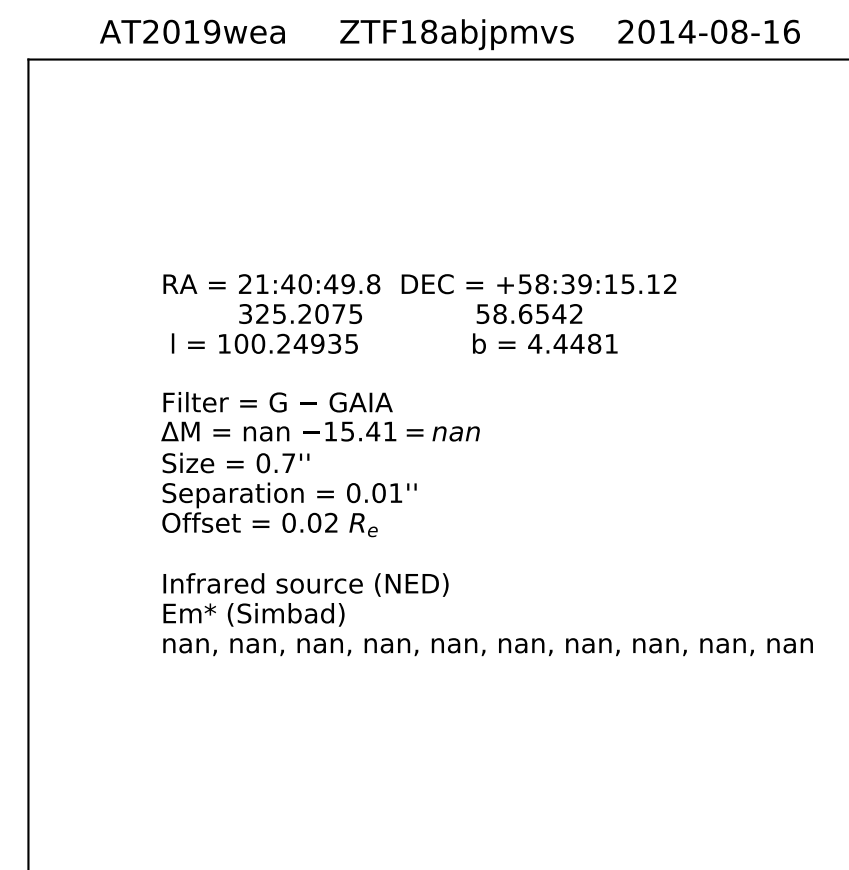 AT2019wea ZTF18abjpmvs 2014-08-16
RA = 21:40:49.8 DEC = +58:39:15.12
325.2075 58.6542
l = 100.24935 b = 4.4481
Filter = G − GAIA
ΔM = nan −15.41 = nan
Size = 0.7''
Separation = 0.01''
Offset = 0.02 Re
Infrared source (NED)
Em* (Simbad)
nan, nan, nan, nan, nan, nan, nan, nan, nan, nan